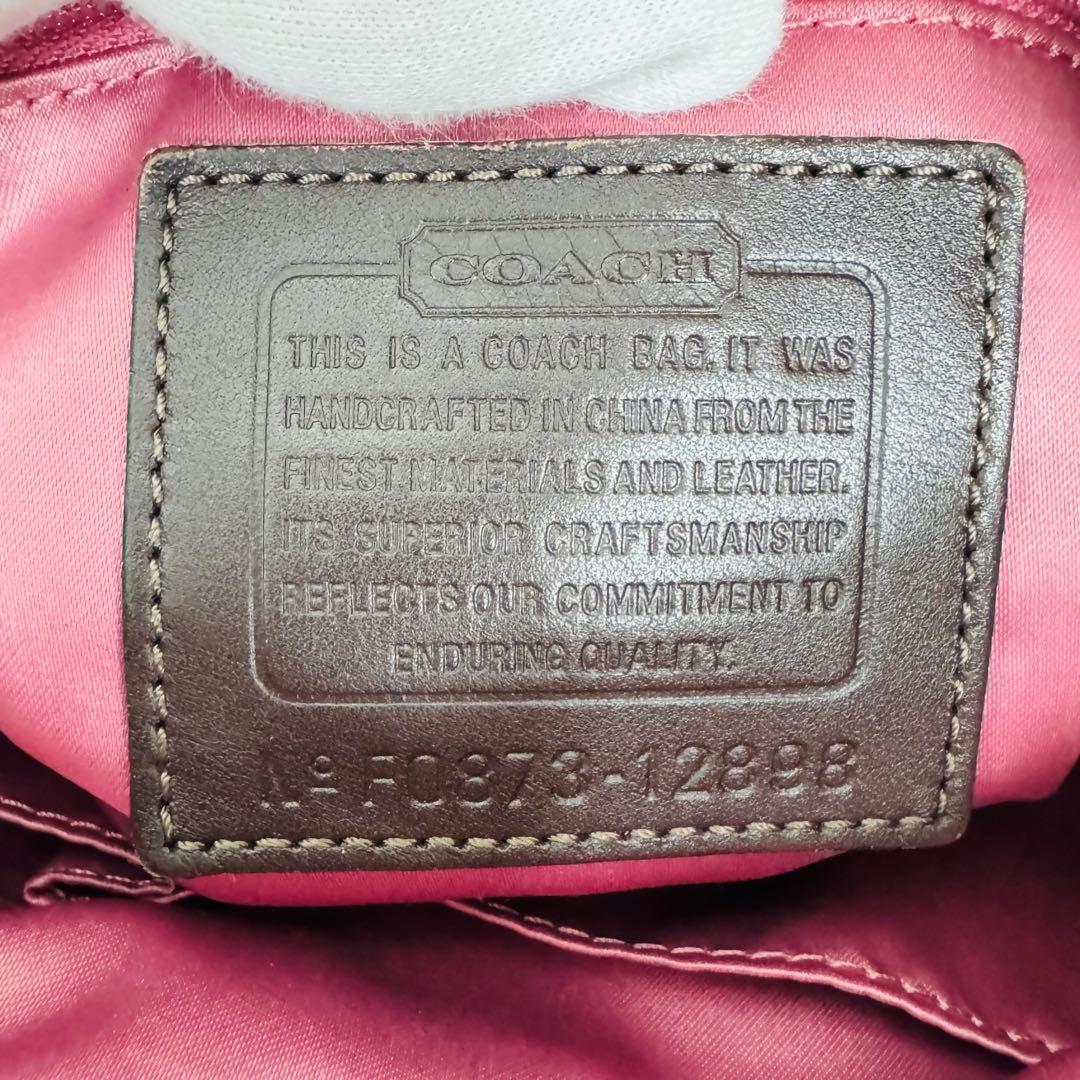 COACH
THIS IS A COACH BAG. IT WAS
HANDCRAFTED IN CHINA FROM THE
FINEST MATERIALS AND LEATHER.
ITS SUPERIOR CRAFTSMANSHIP
REFLECTS OUR COMMITMENT TO
ENDURING QUALITY.
Nº F0873-12898